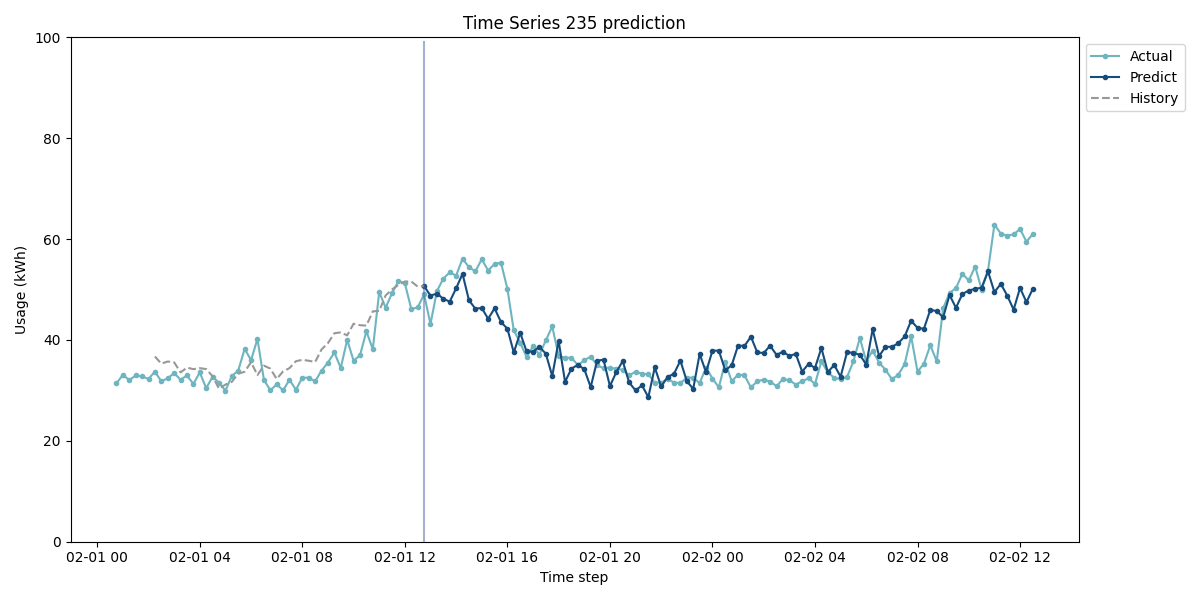 Time Series 235 prediction
100
80
60
40
20
0
Usage (kWh)
02-01 00
02-01 04
02-01 08
02-01 12
02-01 16
02-01 20
02-02 00
02-02 04
02-02 08
02-02 12
Time step
Actual
Predict
History